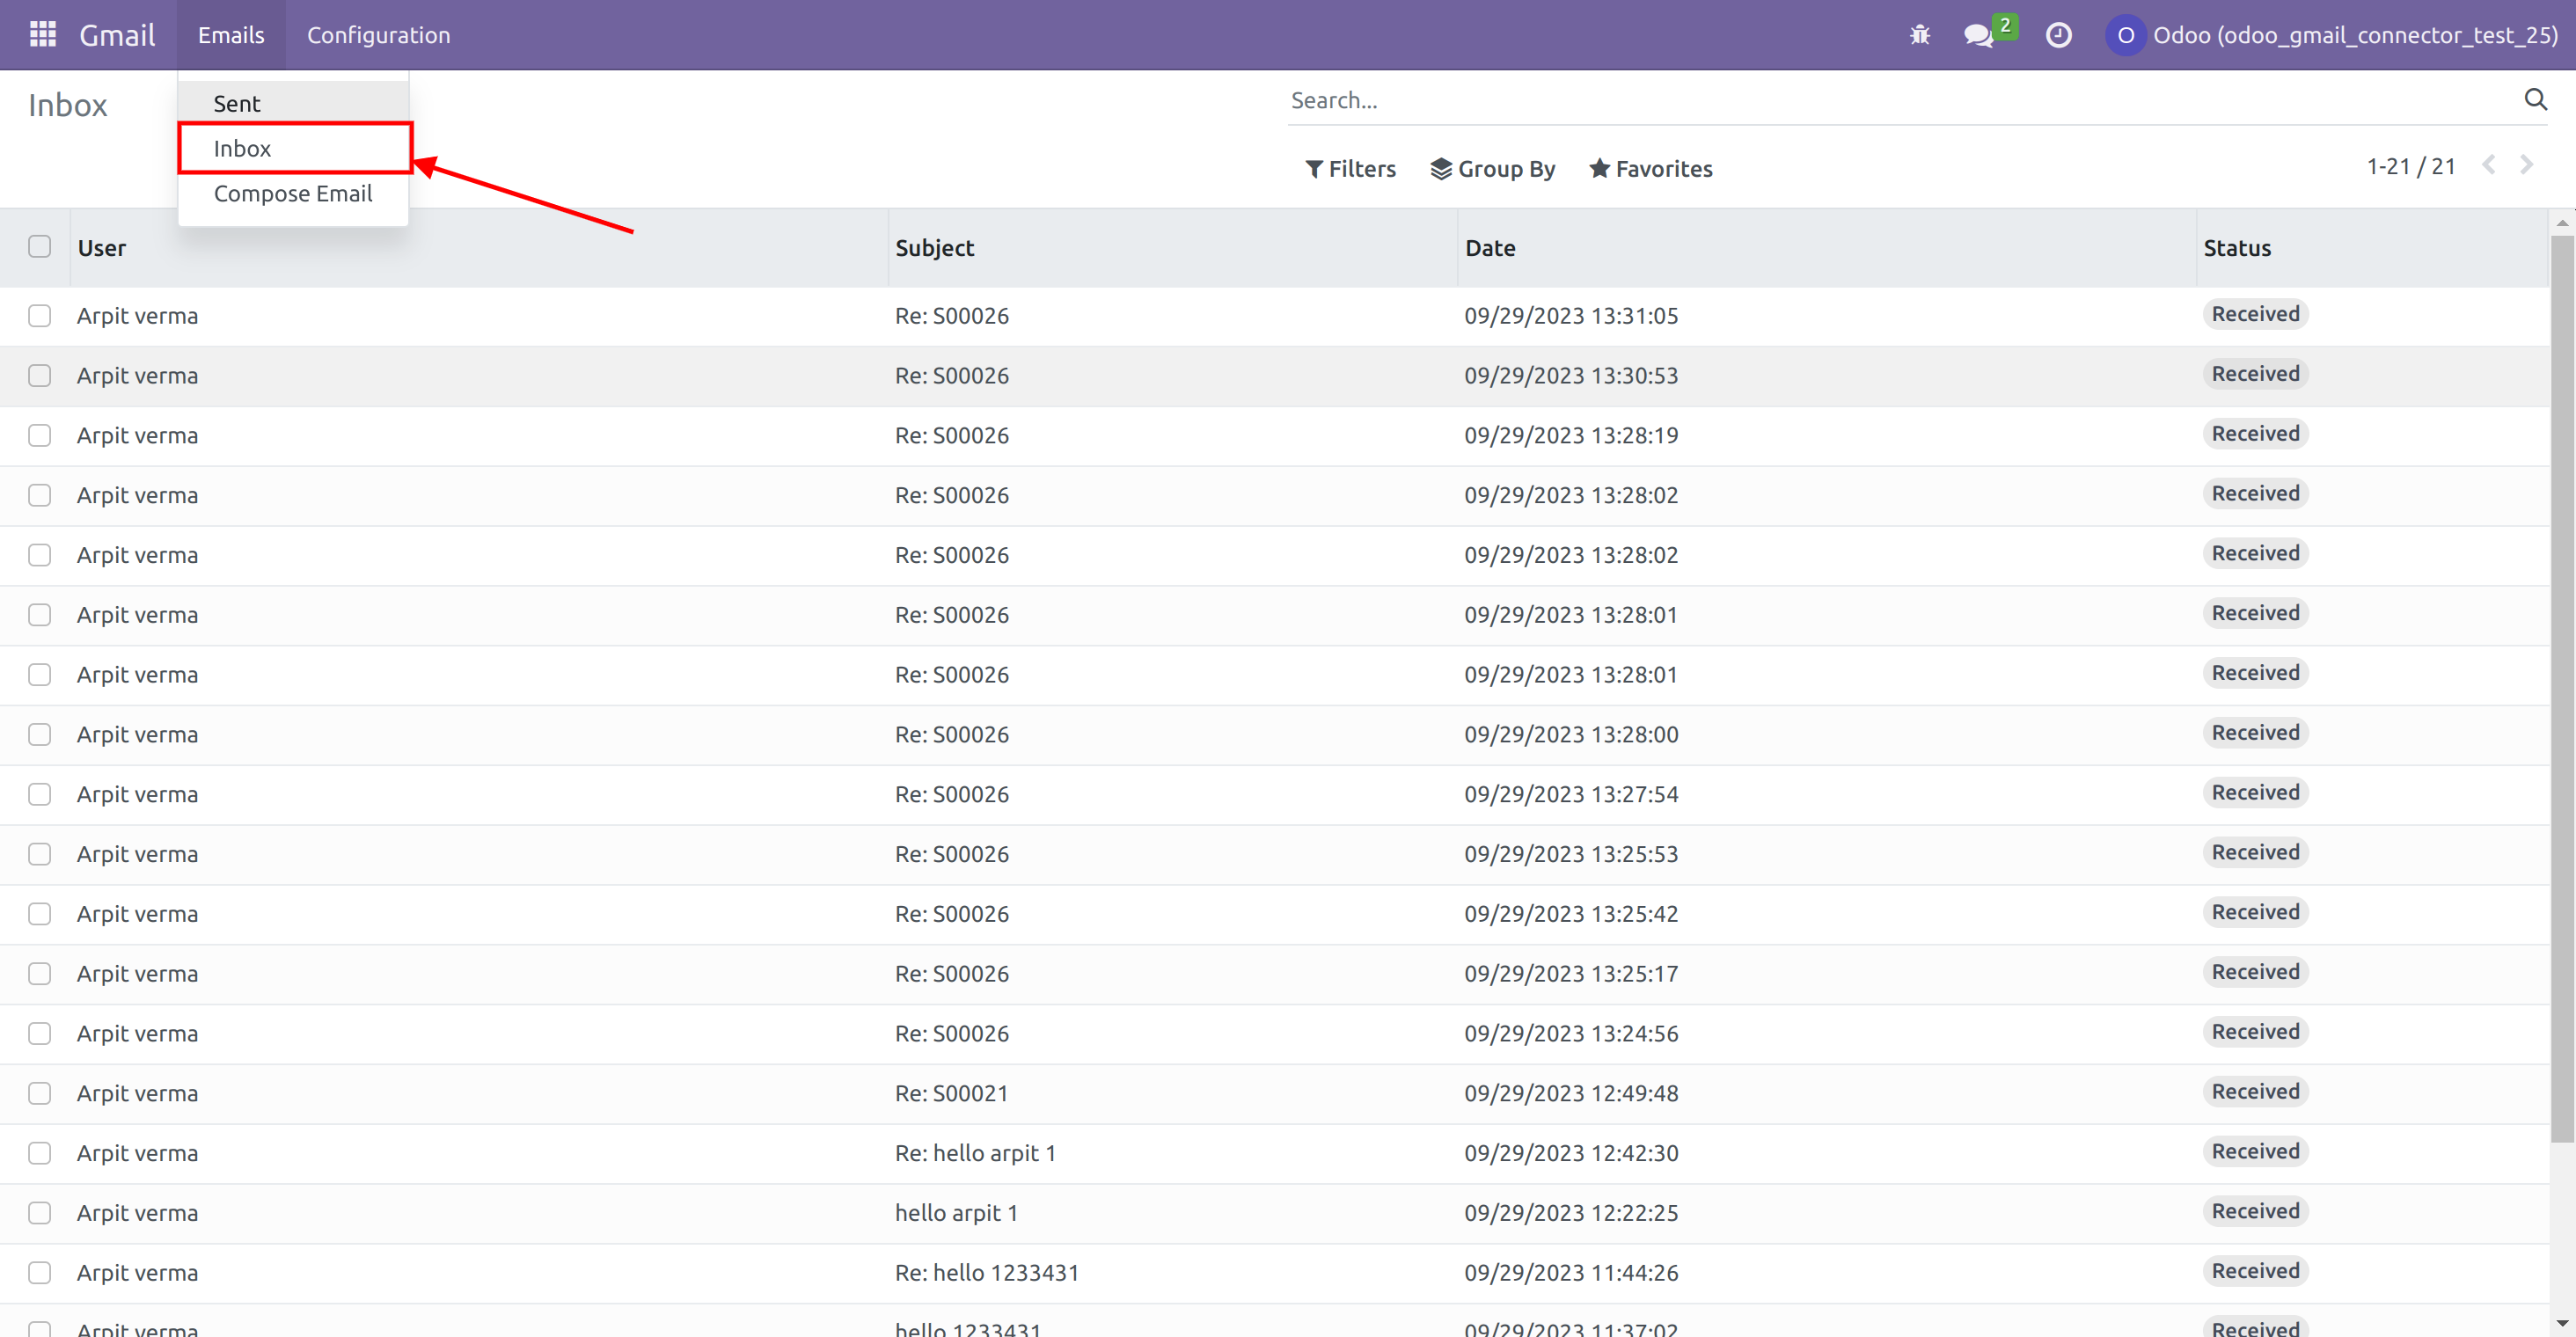 Gmail Emails Configuration 2 O Odoo (odoo_gmail_connector_test_25)
Inbox Sent Search...
Inbox
Compose Email
Filters Group By Favorites 1-21 / 21
User Subject Date Status
Arpit verma Re: S00026 09/29/2023 13:31:05 Received
Arpit verma Re: S00026 09/29/2023 13:30:53 Received
Arpit verma Re: S00026 09/29/2023 13:28:19 Received
Arpit verma Re: S00026 09/29/2023 13:28:02 Received
Arpit verma Re: S00026 09/29/2023 13:28:02 Received
Arpit verma Re: S00026 09/29/2023 13:28:01 Received
Arpit verma Re: S00026 09/29/2023 13:28:01 Received
Arpit verma Re: S00026 09/29/2023 13:28:00 Received
Arpit verma Re: S00026 09/29/2023 13:27:54 Received
Arpit verma Re: S00026 09/29/2023 13:25:53 Received
Arpit verma Re: S00026 09/29/2023 13:25:42 Received
Arpit verma Re: S00026 09/29/2023 13:25:17 Received
Arpit verma Re: S00026 09/29/2023 13:24:56 Received
Arpit verma Re: S00021 09/29/2023 12:49:48 Received
Arpit verma Re: hello arpit 1 09/29/2023 12:42:30 Received
Arpit verma hello arpit 1 09/29/2023 12:22:25 Received
Arpit verma Re: hello 1233431 09/29/2023 11:44:26 Received
Arpit verma hello 1233431 09/29/2023 11:37:02 Received